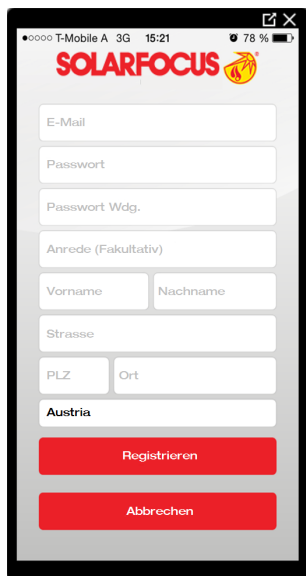 T-Mobile A 3G 15:21 78 %
SOLARFOCUS
E-Mail
Passwort
Passwort Wdg.
Anrede (Fakultativ)
Vorname Nachname
Strasse
PLZ Ort
Austria
Registrieren
Abbrechen